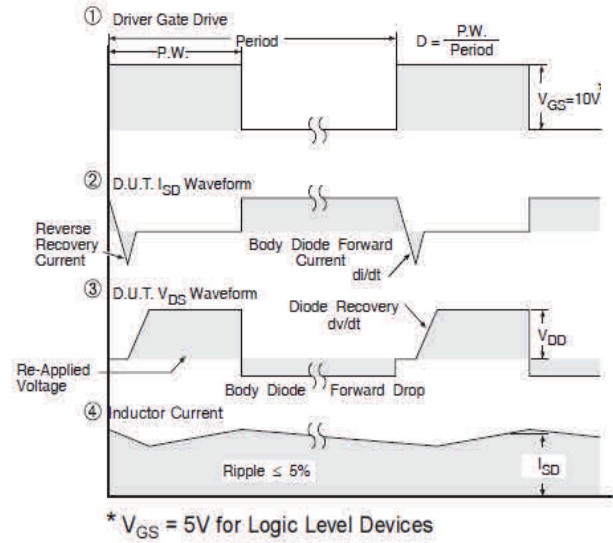 ① Driver Gate Drive
P.W.
Period
D = P.W.
Period
VGS=10V*
② D.U.T. ISD Waveform
Reverse
Recovery
Current
Body Diode Forward
Current
di/dt
③ D.U.T. VDS Waveform
Diode Recovery
dv/dt
VDD
Re-Applied
Voltage
Body Diode Forward Drop
④ Inductor Current
Ripple ≤ 5%
ISD
* VGS = 5V for Logic Level Devices